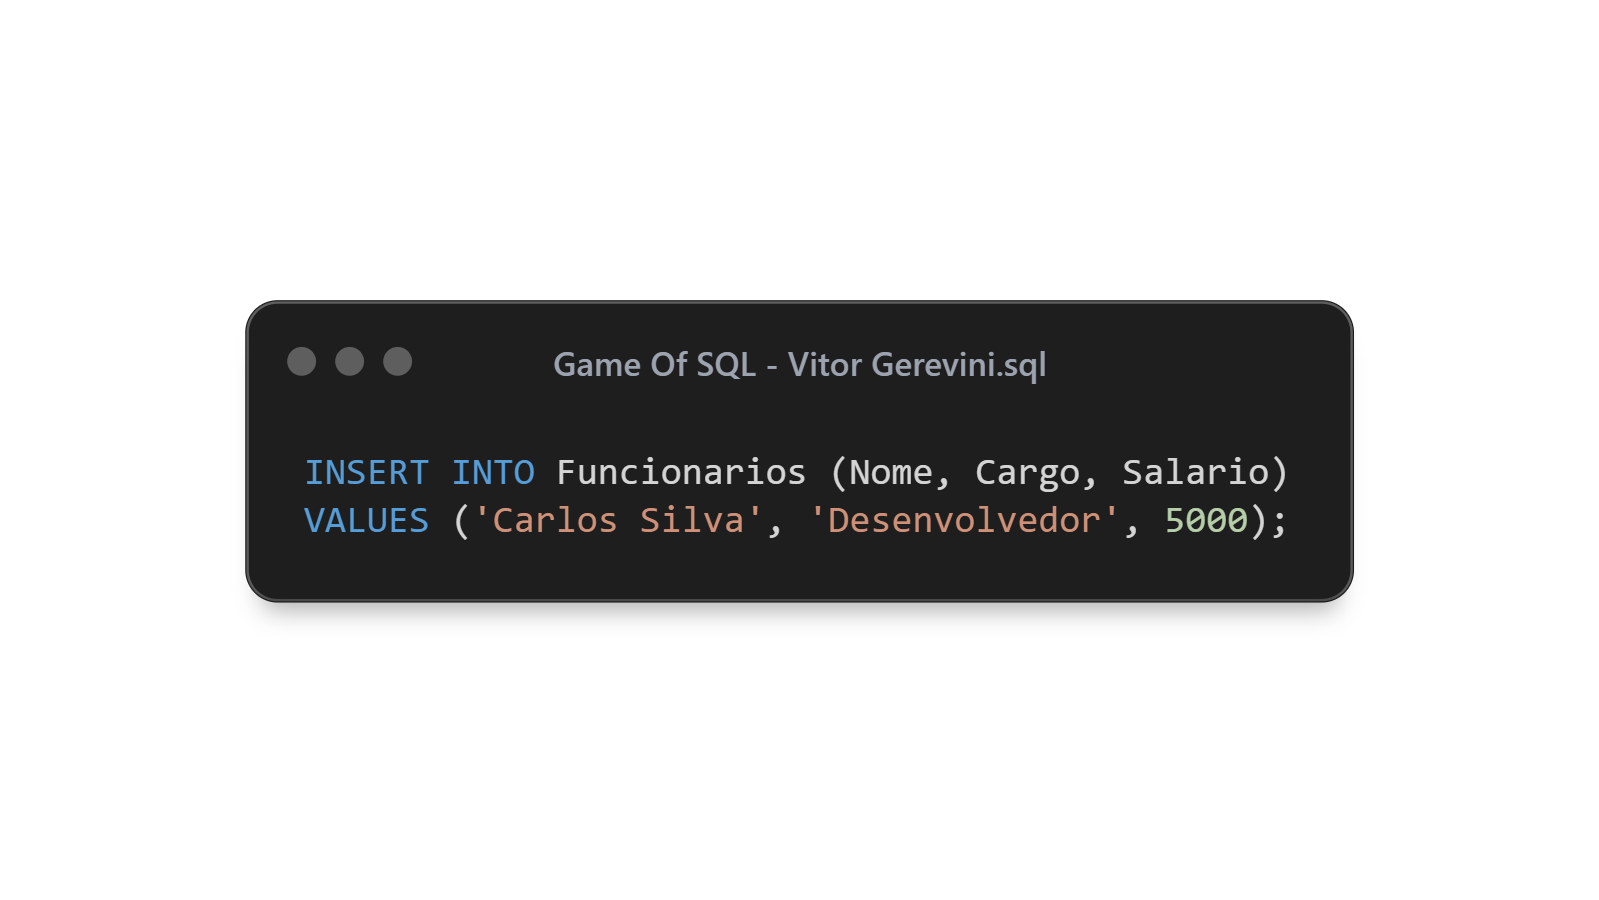 Game Of SQL - Vitor Gerevini.sql
INSERT INTO Funcionarios (Nome, Cargo, Salario)
VALUES ('Carlos Silva', 'Desenvolvedor', 5000);